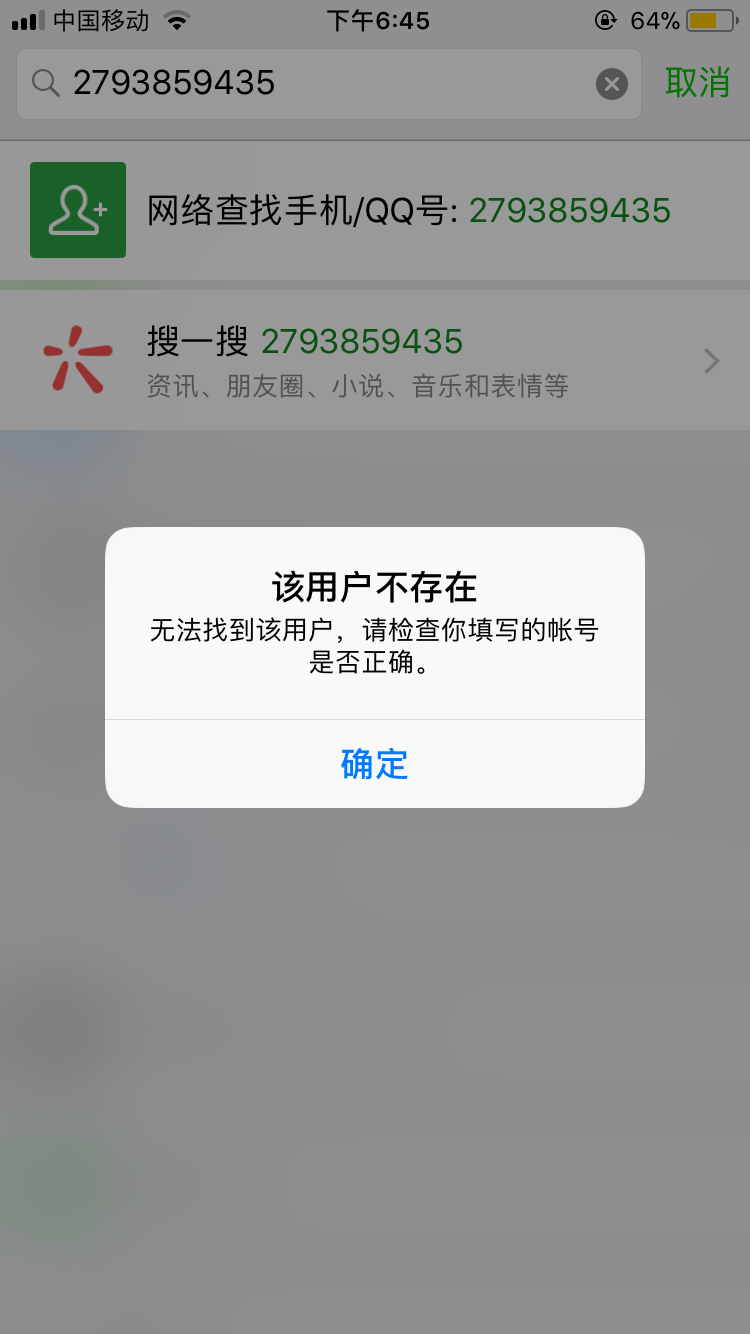 中国移动 下午6:45 64%
2793859435 取消
网络查找手机/QQ号: 2793859435
搜一搜 2793859435
资讯、朋友圈、小说、音乐和表情等
该用户不存在
无法找到该用户，请检查你填写的帐号
是否正确。
确定